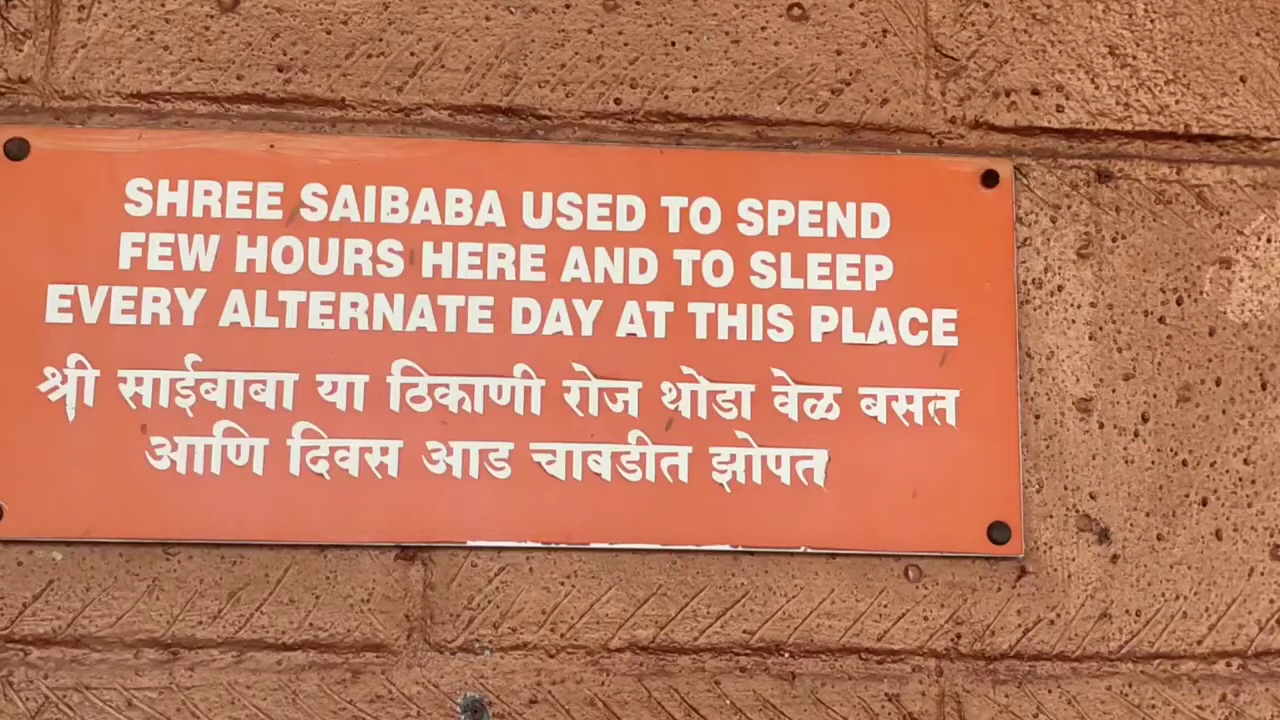 SHREE SAIBABA USED TO SPEND
FEW HOURS HERE AND TO SLEEP
EVERY ALTERNATE DAY AT THIS PLACE
श्री साईबाबा या ठिकाणी रोज थोडा वेळ बसत
आणि दिवस आड चावडीत झोपत